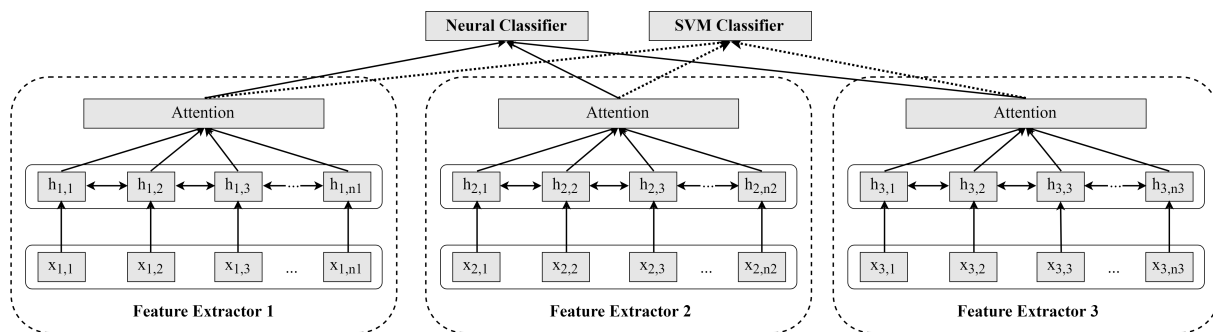 Neural Classifier SVM Classifier
Attention Attention Attention
h1,1 h1,2 h1,3 ... h1,n1 h2,1 h2,2 h2,3 ... h2,n2 h3,1 h3,2 h3,3 ... h3,n3
x1,1 x1,2 x1,3 ... x1,n1 x2,1 x2,2 x2,3 ... x2,n2 x3,1 x3,2 x3,3 ... x3,n3
Feature Extractor 1 Feature Extractor 2 Feature Extractor 3